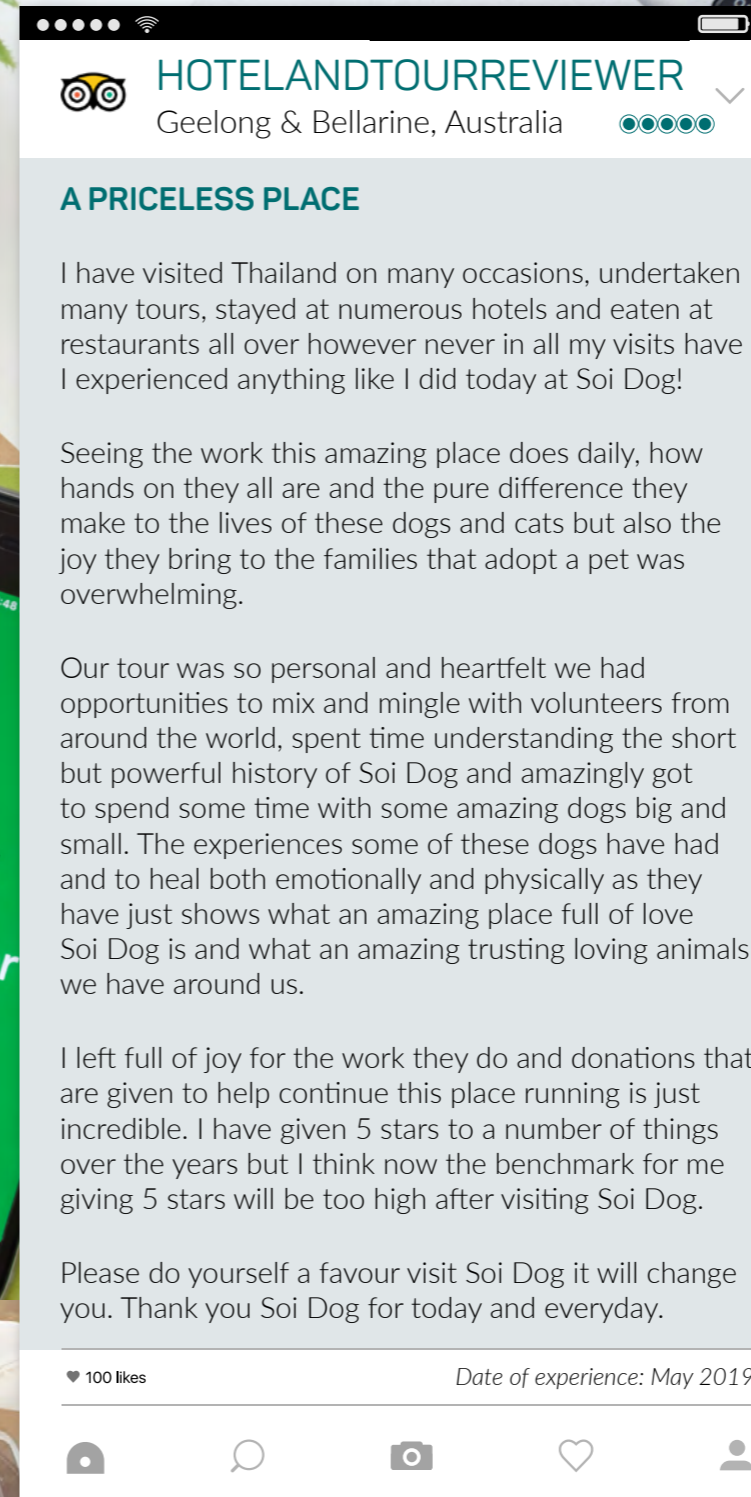 HOTELANDTOURREVIEWER
Geelong & Bellarine, Australia
A PRICELESS PLACE
I have visited Thailand on many occasions, undertaken
many tours, stayed at numerous hotels and eaten at
restaurants all over however never in all my visits have
I experienced anything like I did today at Soi Dog!
Seeing the work this amazing place does daily, how
hands on they all are and the pure difference they
make to the lives of these dogs and cats but also the
joy they bring to the families that adopt a pet was
overwhelming.
Our tour was so personal and heartfelt we had
opportunities to mix and mingle with volunteers from
around the world, spent time understanding the short
but powerful history of Soi Dog and amazingly got
to spend some time with some amazing dogs big and
small. The experiences some of these dogs have had
and to heal both emotionally and physically as they
have just shows what an amazing place full of love
Soi Dog is and what an amazing trusting loving animals
we have around us.
I left full of joy for the work they do and donations that
are given to help continue this place running is just
incredible. I have given 5 stars to a number of things
over the years but I think now the benchmark for me
giving 5 stars will be too high after visiting Soi Dog.
Please do yourself a favour visit Soi Dog it will change
you. Thank you Soi Dog for today and everyday.
100 likes
Date of experience: May 2019